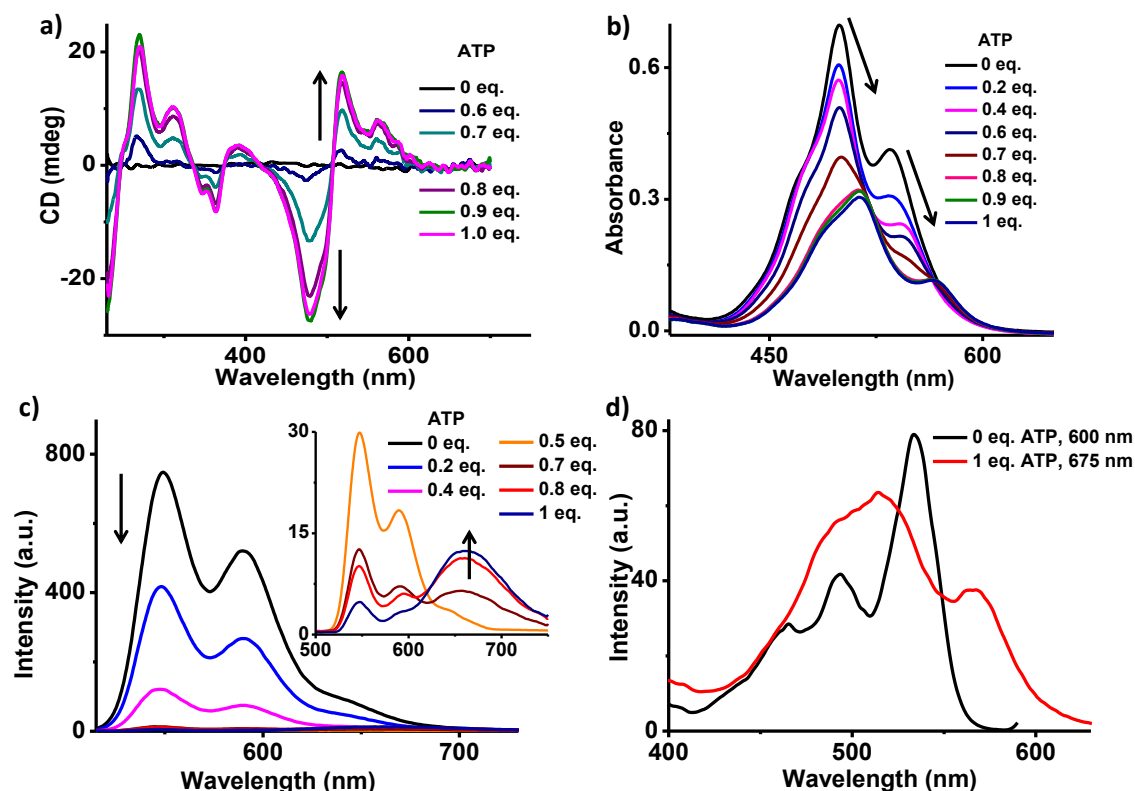 a)
ATP
0 eq.
0.6 eq.
0.7 eq.
0.8 eq.
0.9 eq.
1.0 eq.
20
0
-20
CD (mdeg)
400
600
Wavelength (nm)
b)
ATP
0 eq.
0.2 eq.
0.4 eq.
0.6 eq.
0.7 eq.
0.8 eq.
0.9 eq.
1 eq.
0.6
0.3
0.0
Absorbance
450
600
Wavelength (nm)
c)
ATP
0 eq.
0.2 eq.
0.4 eq.
0.5 eq.
0.7 eq.
0.8 eq.
1 eq.
30
15
0
500
600
700
800
400
0
Intensity (a.u.)
600
700
Wavelength (nm)
d)
0 eq. ATP, 600 nm
1 eq. ATP, 675 nm
80
40
0
Intensity (a.u.)
400
500
600
Wavelength (nm)